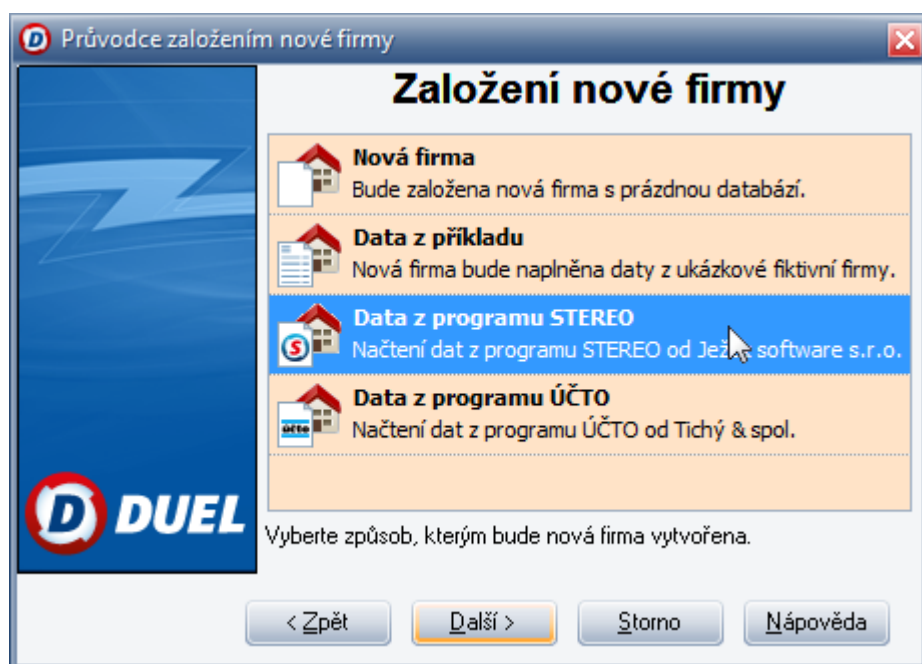 Průvodce založením nové firmy
Založení nové firmy
Nová firma
Bude založena nová firma s prázdnou databází.
Data z příkladu
Nová firma bude naplněna daty z ukázkové fiktivní firmy.
Data z programu STEREO
Načtení dat z programu STEREO od software s.r.o.
Data z programu ÚČTO
Načtení dat z programu ÚČTO od Tichý & spol.
DUEL
Vyberte způsob, kterým bude nová firma vytvořena.
< Zpět
Další >
Storno
Nápověda